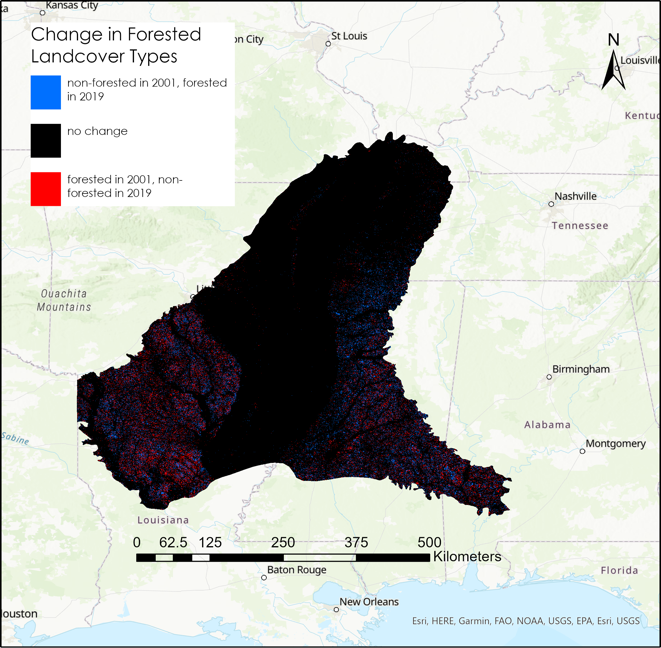 ka
Kansas City
Change in Forested
Landcover Types
non-forested in 2001, forested
in 2019
no change
forested in 2001, non-
forested in 2019
on City
St Louis
N
Louisvill
Kentuc
Nashville
Tennessee
Ouachita
Mountains
Li
Birmingham
Alabama
Montgomery
Sabine
Louisiana
0 62.5 125 250 375 500
Kilometers
Baton Rouge
Florida
New Orleans
ouston
Esri, HERE, Garmin, FAO, NOAA, USGS, EPA, Esri, USGS